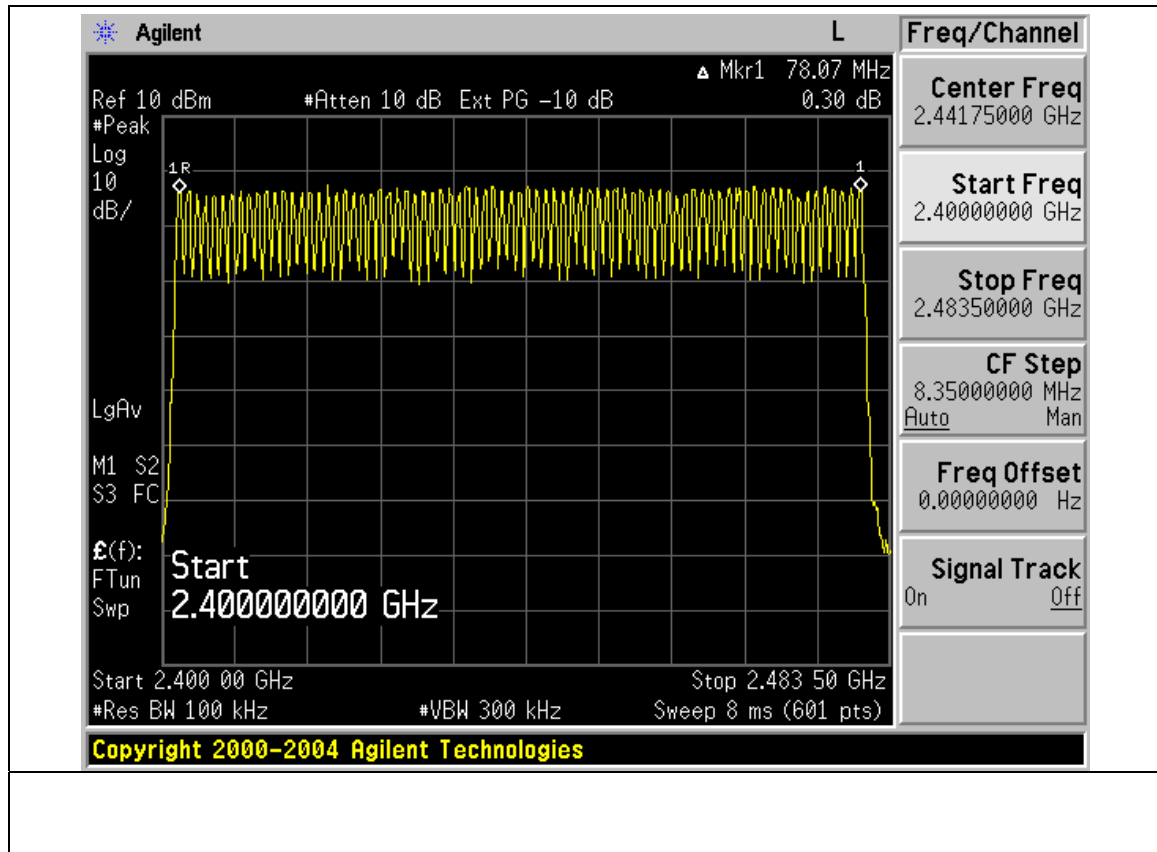 Agilent L Freq/Channel
▲ Mkr1 78.07 MHz
Ref 10 dBm #Atten 10 dB Ext PG -10 dB 0.30 dB
#Peak
Log
10
dB/
1R
1
LgAv
M1 S2
S3 FC
£(f):
FTun
Swp
Start
2.400000000 GHz
Start 2.400 00 GHz Stop 2.483 50 GHz
#Res BW 100 kHz #VBW 300 kHz Sweep 8 ms (601 pts)
Copyright 2000-2004 Agilent Technologies
Center Freq
2.44175000 GHz
Start Freq
2.40000000 GHz
Stop Freq
2.48350000 GHz
CF Step
8.35000000 MHz
Auto Man
Freq Offset
0.00000000 Hz
Signal Track
On Off